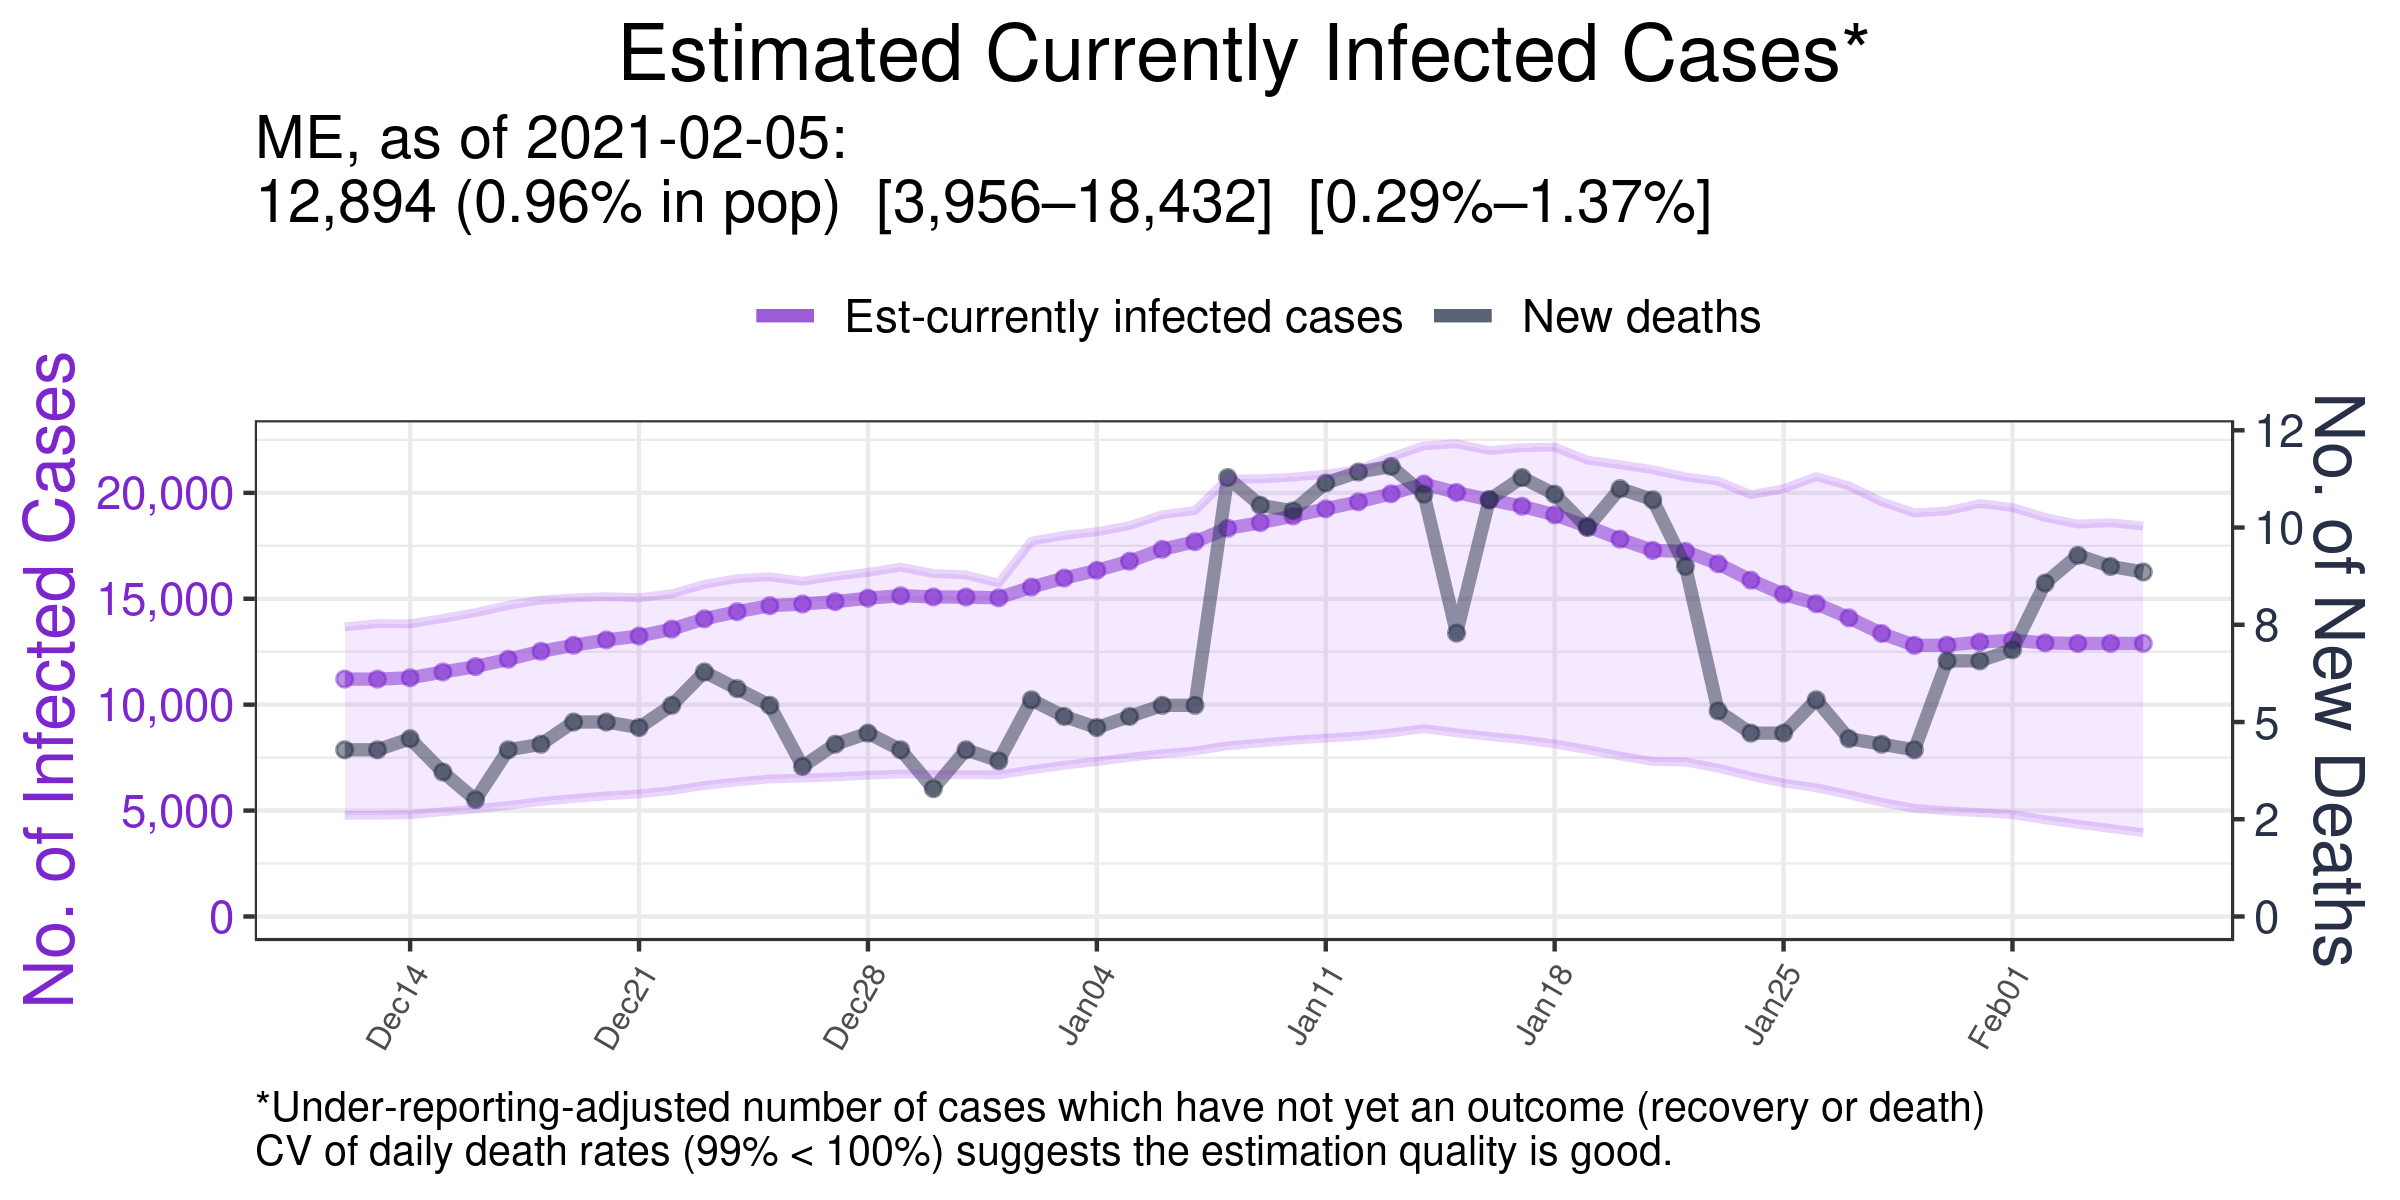 Estimated Currently Infected Cases*
ME, as of 2021-02-05:
12,894 (0.96% in pop)  [3,956–18,432]  [0.29%–1.37%]
Est-currently infected cases
New deaths
No. of Infected Cases
20,000
15,000
10,000
5,000
0
12
10
8
5
2
0
No. of New Deaths
Dec14
Dec21
Dec28
Jan04
Jan11
Jan18
Jan25
Feb01
*Under-reporting-adjusted number of cases which have not yet an outcome (recovery or death)
CV of daily death rates (99% < 100%) suggests the estimation quality is good.